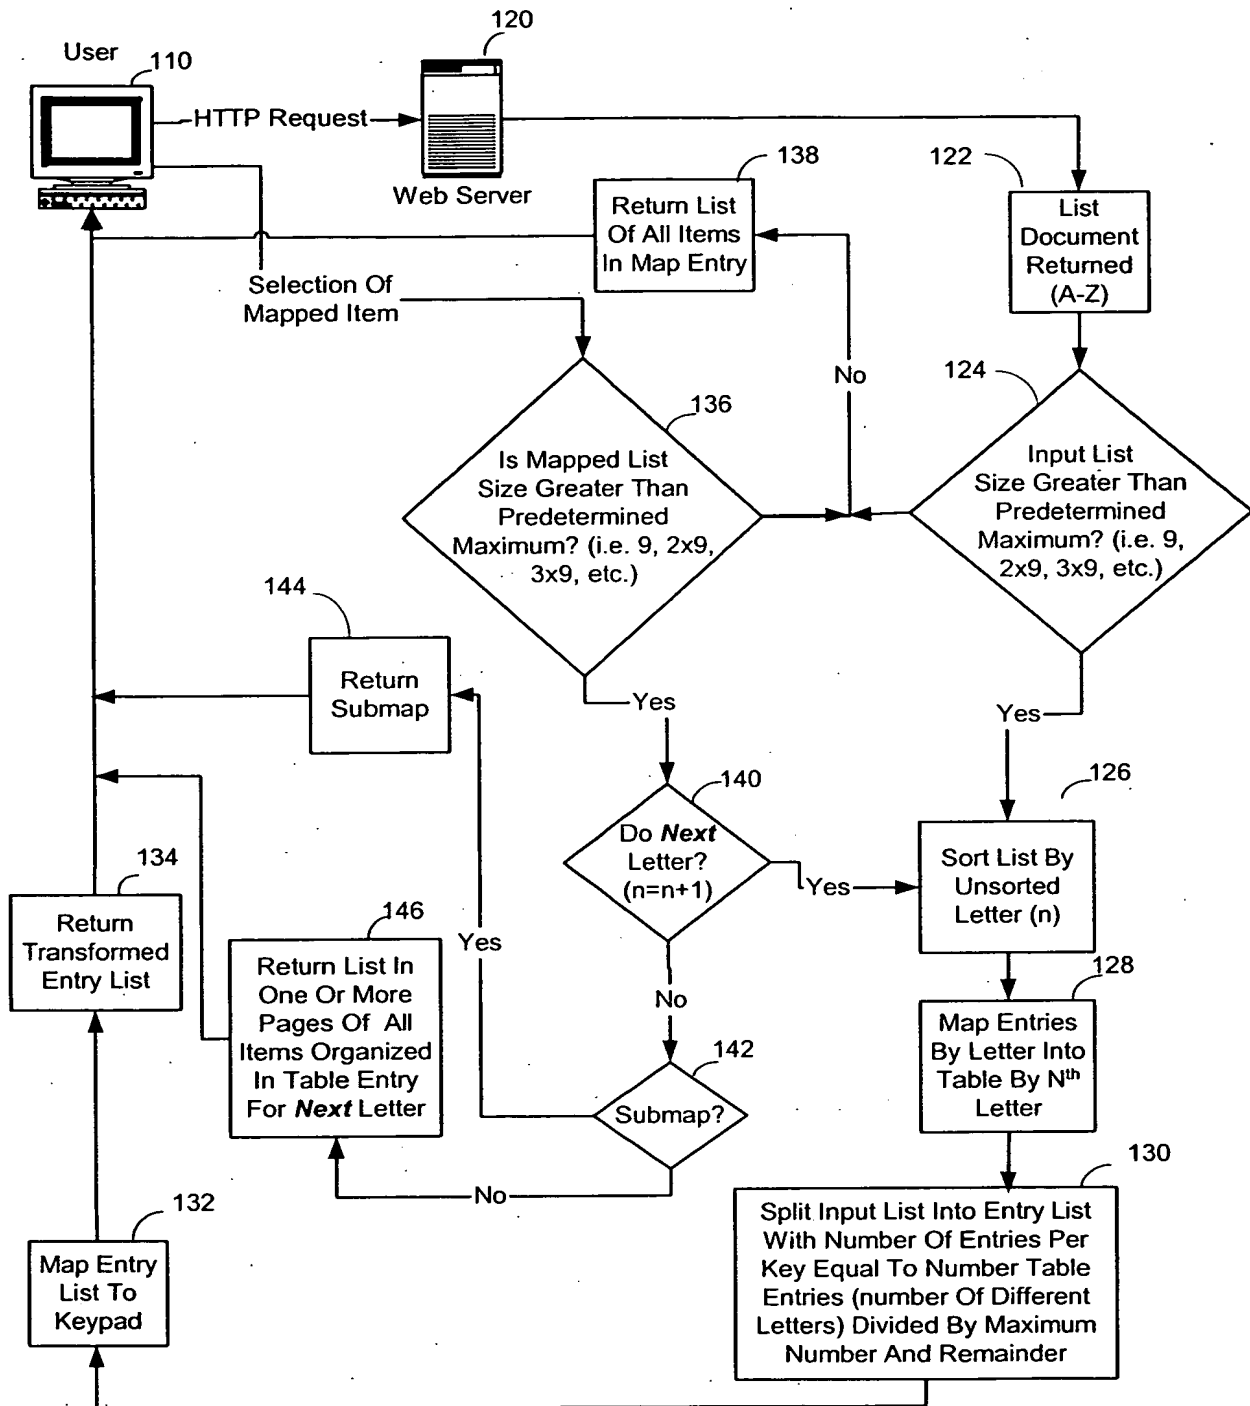 120
User
110
HTTP Request
Web Server
138
122
Return List
Of All Items
In Map Entry
List
Document
Returned
(A-Z)
Selection Of
Mapped Item
No
124
136
Is Mapped List
Size Greater Than
Predetermined
Maximum? (i.e. 9, 2x9,
3x9, etc.)
Input List
Size Greater Than
Predetermined
Maximum? (i.e. 9,
2x9, 3x9, etc.)
144
Return
Submap
Yes
Yes
140
126
Do Next
Letter?
(n=n+1)
Yes
Sort List By
Unsorted
Letter (n)
134
Return
Transformed
Entry List
146
Return List In
One Or More
Pages Of All
Items Organized
In Table Entry
For Next Letter
Yes
No
128
Map Entries
By Letter Into
Table By Nth
Letter
142
Submap?
No
130
Split Input List Into Entry List
With Number Of Entries Per
Key Equal To Number Table
Entries (number Of Different
Letters) Divided By Maximum
Number And Remainder
132
Map Entry
List To
Keypad